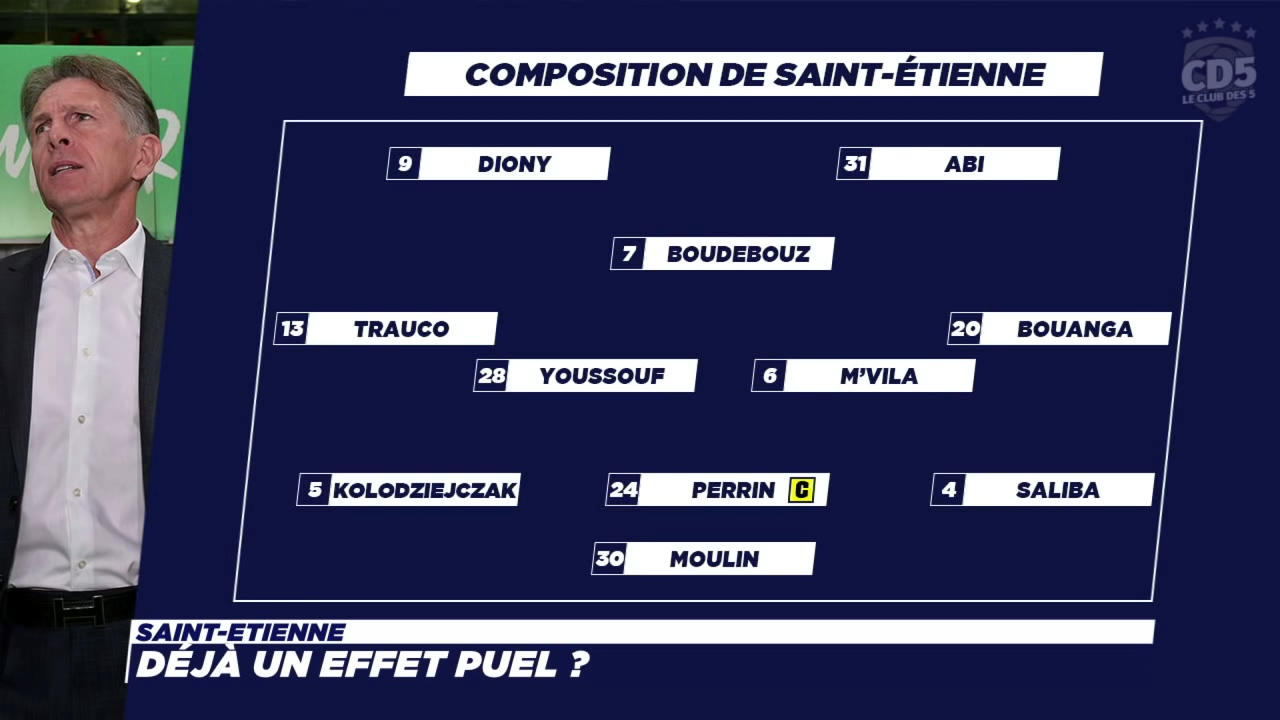 COMPOSITION DE SAINT-ÉTIENNE
CD5
LE CLUB DES 5
9 DIONY
31 ABI
7 BOUDEBOUZ
13 TRAUCO
20 BOUANGA
28 YOUSSOUF
6 M’VILA
5 KOLODZIEJCZAK
24 PERRIN C
4 SALIBA
30 MOULIN
SAINT-ETIENNE
DÉJÀ UN EFFET PUEL ?